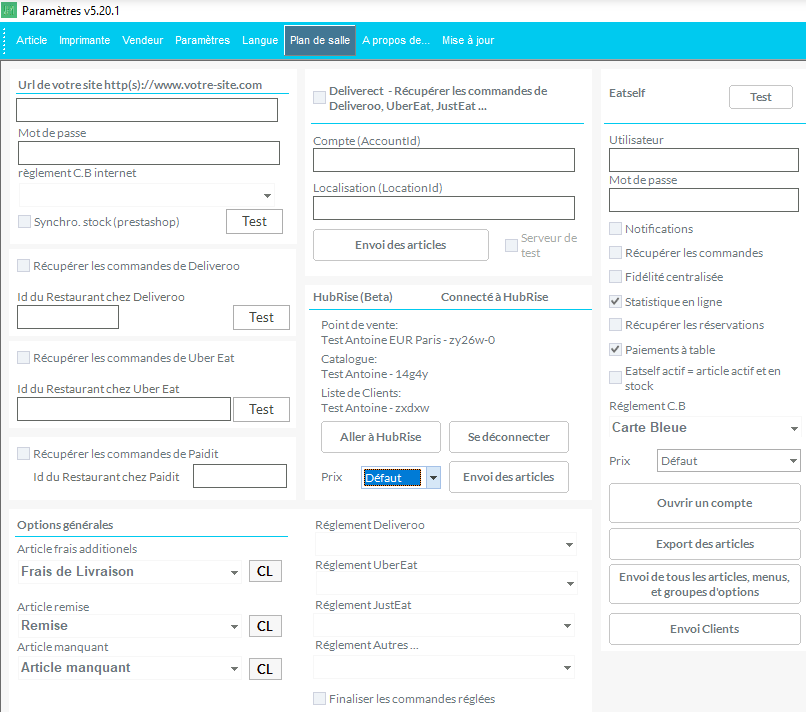 Paramètres v5.20.1
Article Imprimante Vendeur Paramètres Langue Plan de salle A propos de... Mise à jour
Url de votre site http(s)://www.votre-site.com
Mot de passe
règlement C.B internet
Synchro. stock (prestashop)
Test
Récupérer les commandes de Deliveroo
Id du Restaurant chez Deliveroo
Test
Récupérer les commandes de Uber Eat
Id du Restaurant chez Uber Eat
Test
Récupérer les commandes de Paidit
Id du Restaurant chez Paidit
Deliverect - Récupérer les commandes de
Deliveroo, UberEat, JustEat ...
Compte (AccountId)
Localisation (LocationId)
Envoi des articles
Serveur de
test
HubRise (Beta) Connecté à HubRise
Point de vente:
Test Antoine EUR Paris - zy26w-0
Catalogue:
Test Antoine - 14g4y
Liste de Clients:
Test Antoine - zxdxw
Aller à HubRise
Se déconnecter
Prix
Défaut
Envoi des articles
Eatself
Test
Utilisateur
Mot de passe
Notifications
Récupérer les commandes
Fidélité centralisée
Statistique en ligne
Récupérer les réservations
Paiements à table
Eatself actif = article actif et en
stock
Réglement C.B
Carte Bleue
Prix
Défaut
Ouvrir un compte
Export des articles
Envoi de tous les articles, menus,
et groupes d'options
Envoi Clients
Options générales
Article frais additionels
Frais de Livraison
CL
Article remise
Remise
CL
Article manquant
Article manquant
CL
Réglement Deliveroo
Réglement UberEat
Réglement JustEat
Réglement Autres ...
Finaliser les commandes réglées